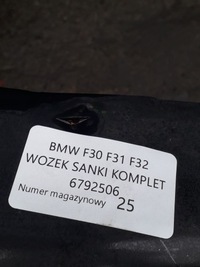 BMW F30 F31 F32
WOZEK SANKI KOMPLET
6792506
Numer magazynowy 25